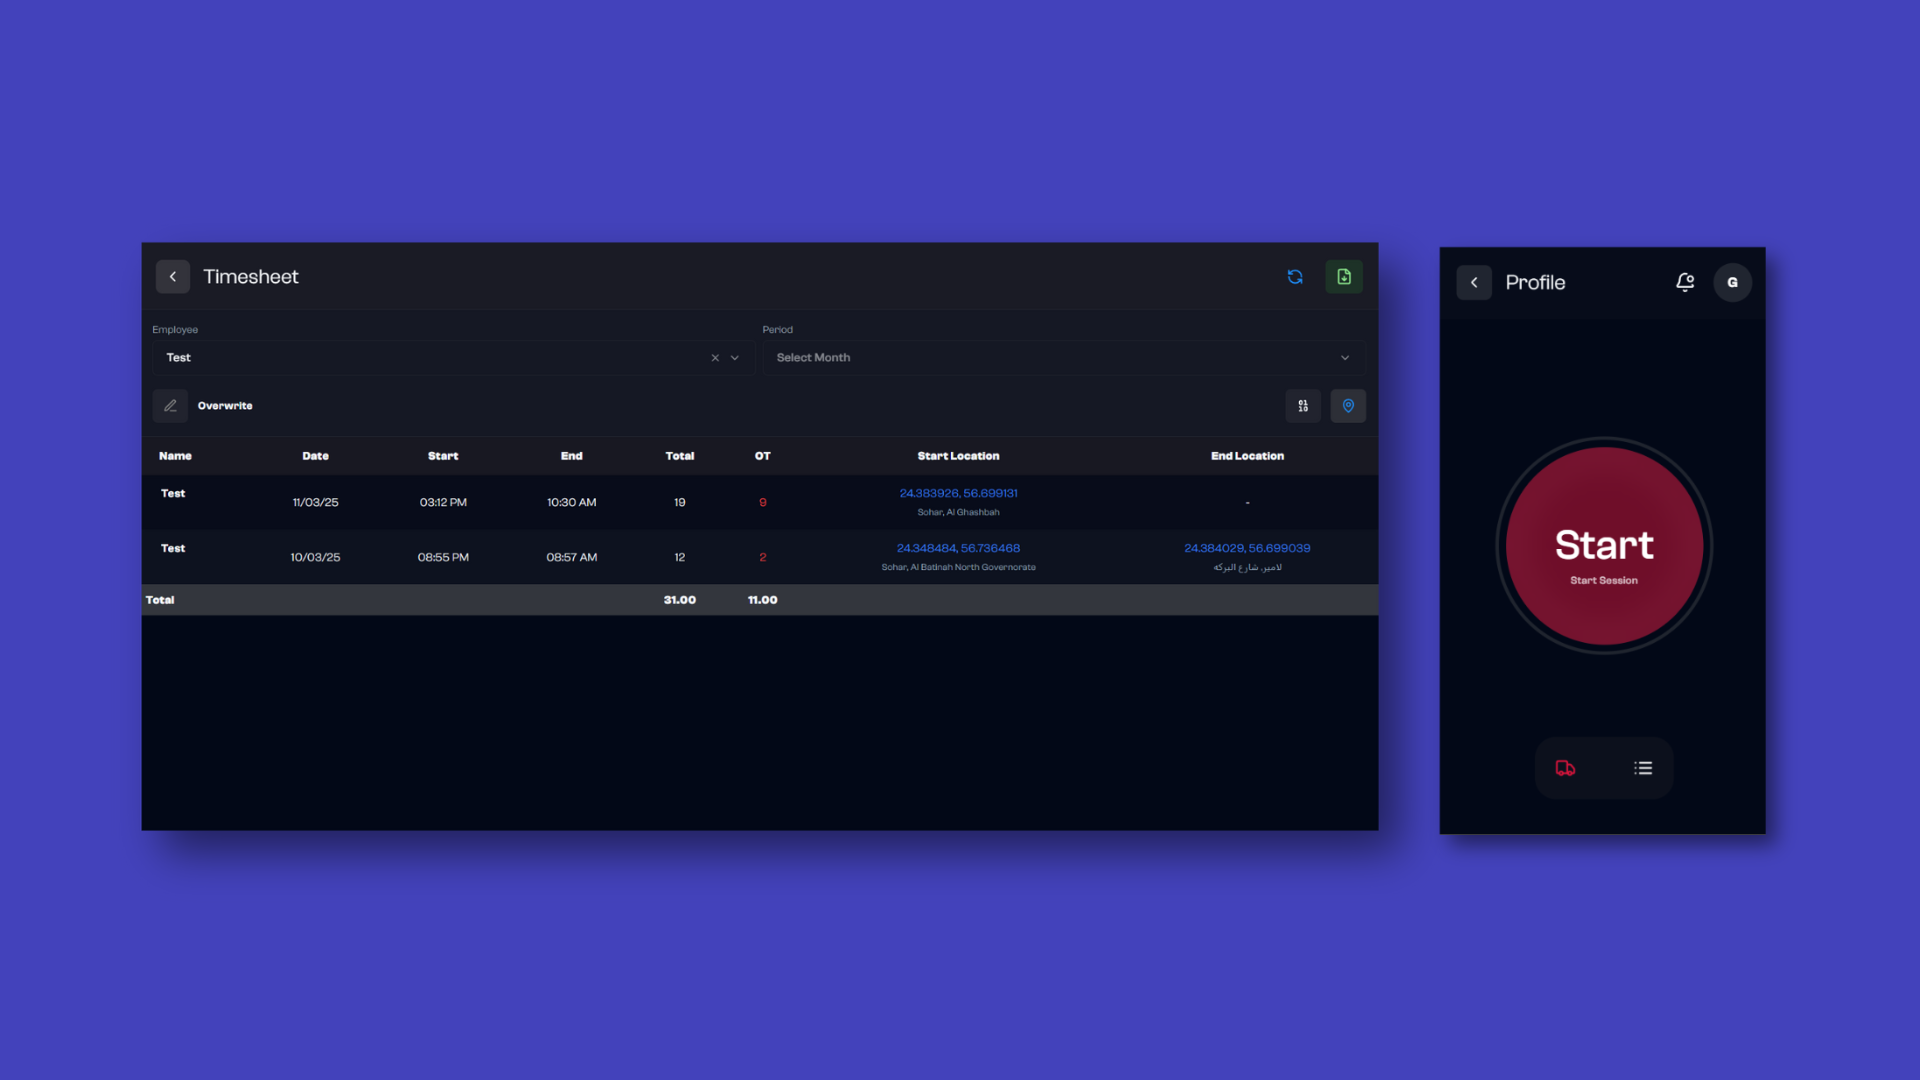 Timesheet
Employee
Period
Test
Select Month
Overwrite
01
10
Name Date Start End Total OT Start Location End Location
Test 11/03/25 03:12 PM 10:30 AM 19 9 24.383926, 56.699131 -
Sohar, Al Ghashbah
Test 10/03/25 08:55 PM 08:57 AM 12 2 24.348484, 56.736468 24.384029, 56.699039
Sohar, Al Batinah North Governorate لامير, شارع البركه
Total 31.00 11.00
Profile
G
Start
Start Session